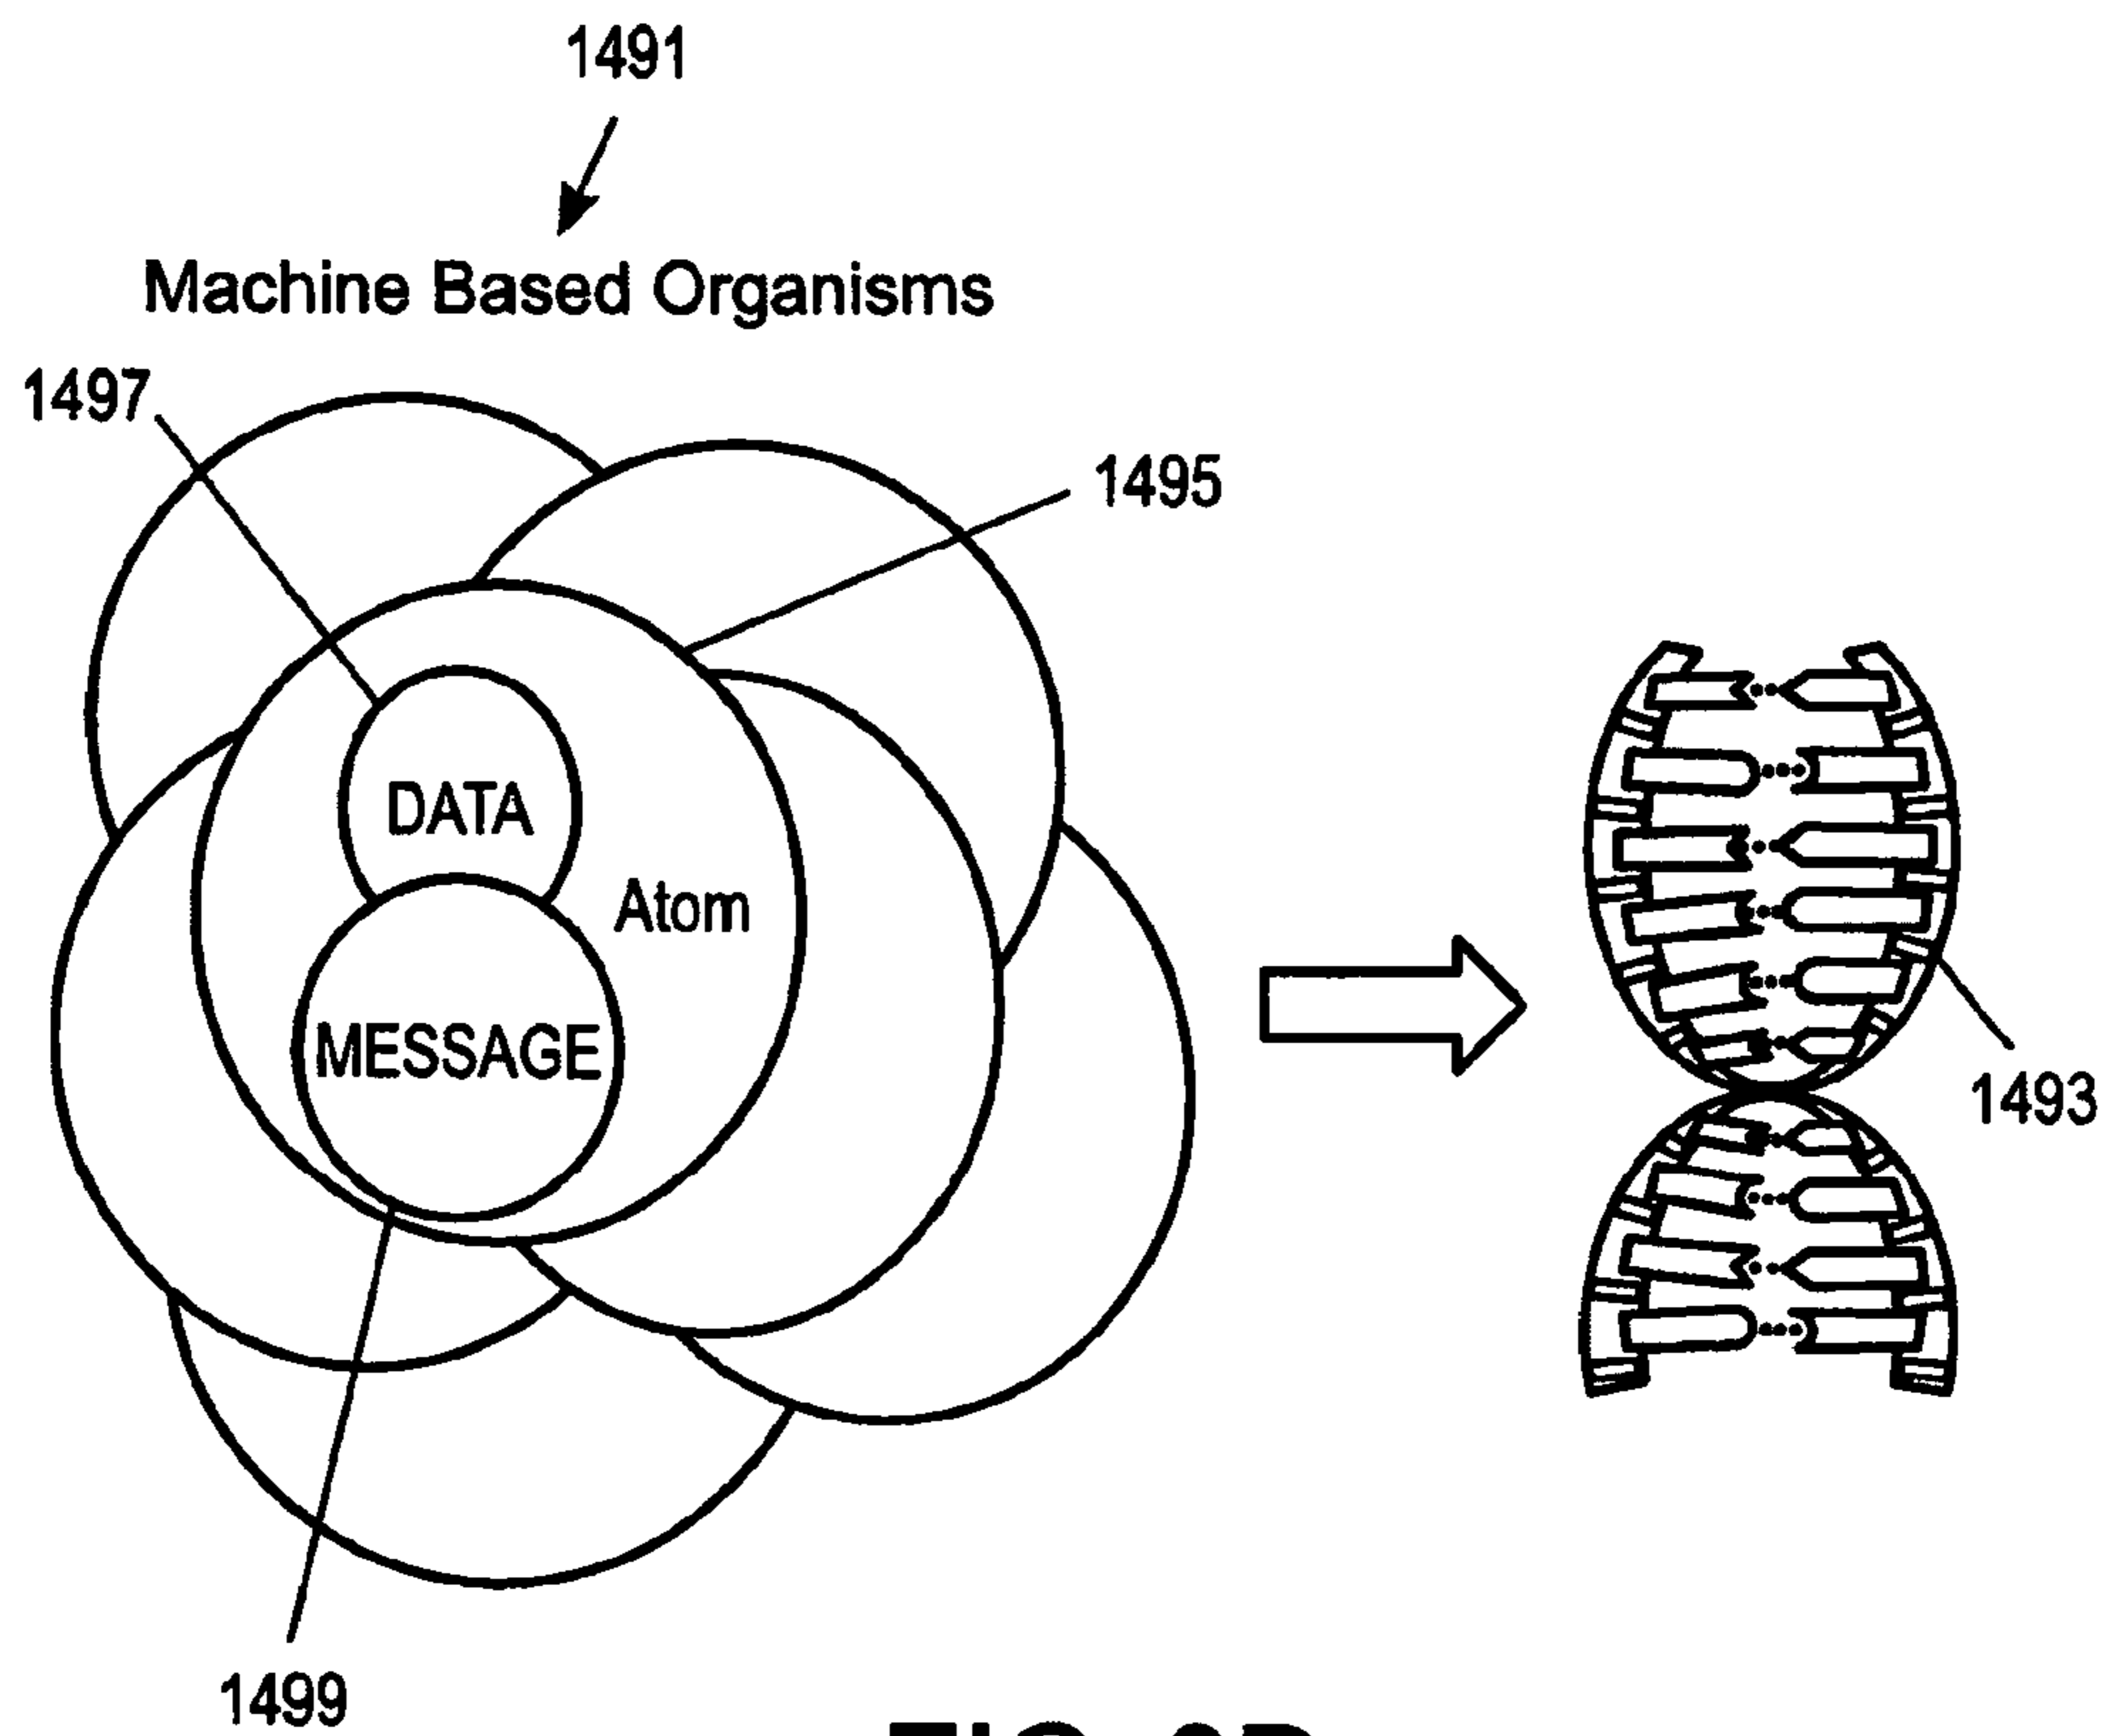 1491
Machine Based Organisms
1497
1495
DATA
Atom
MESSAGE
1493
1499